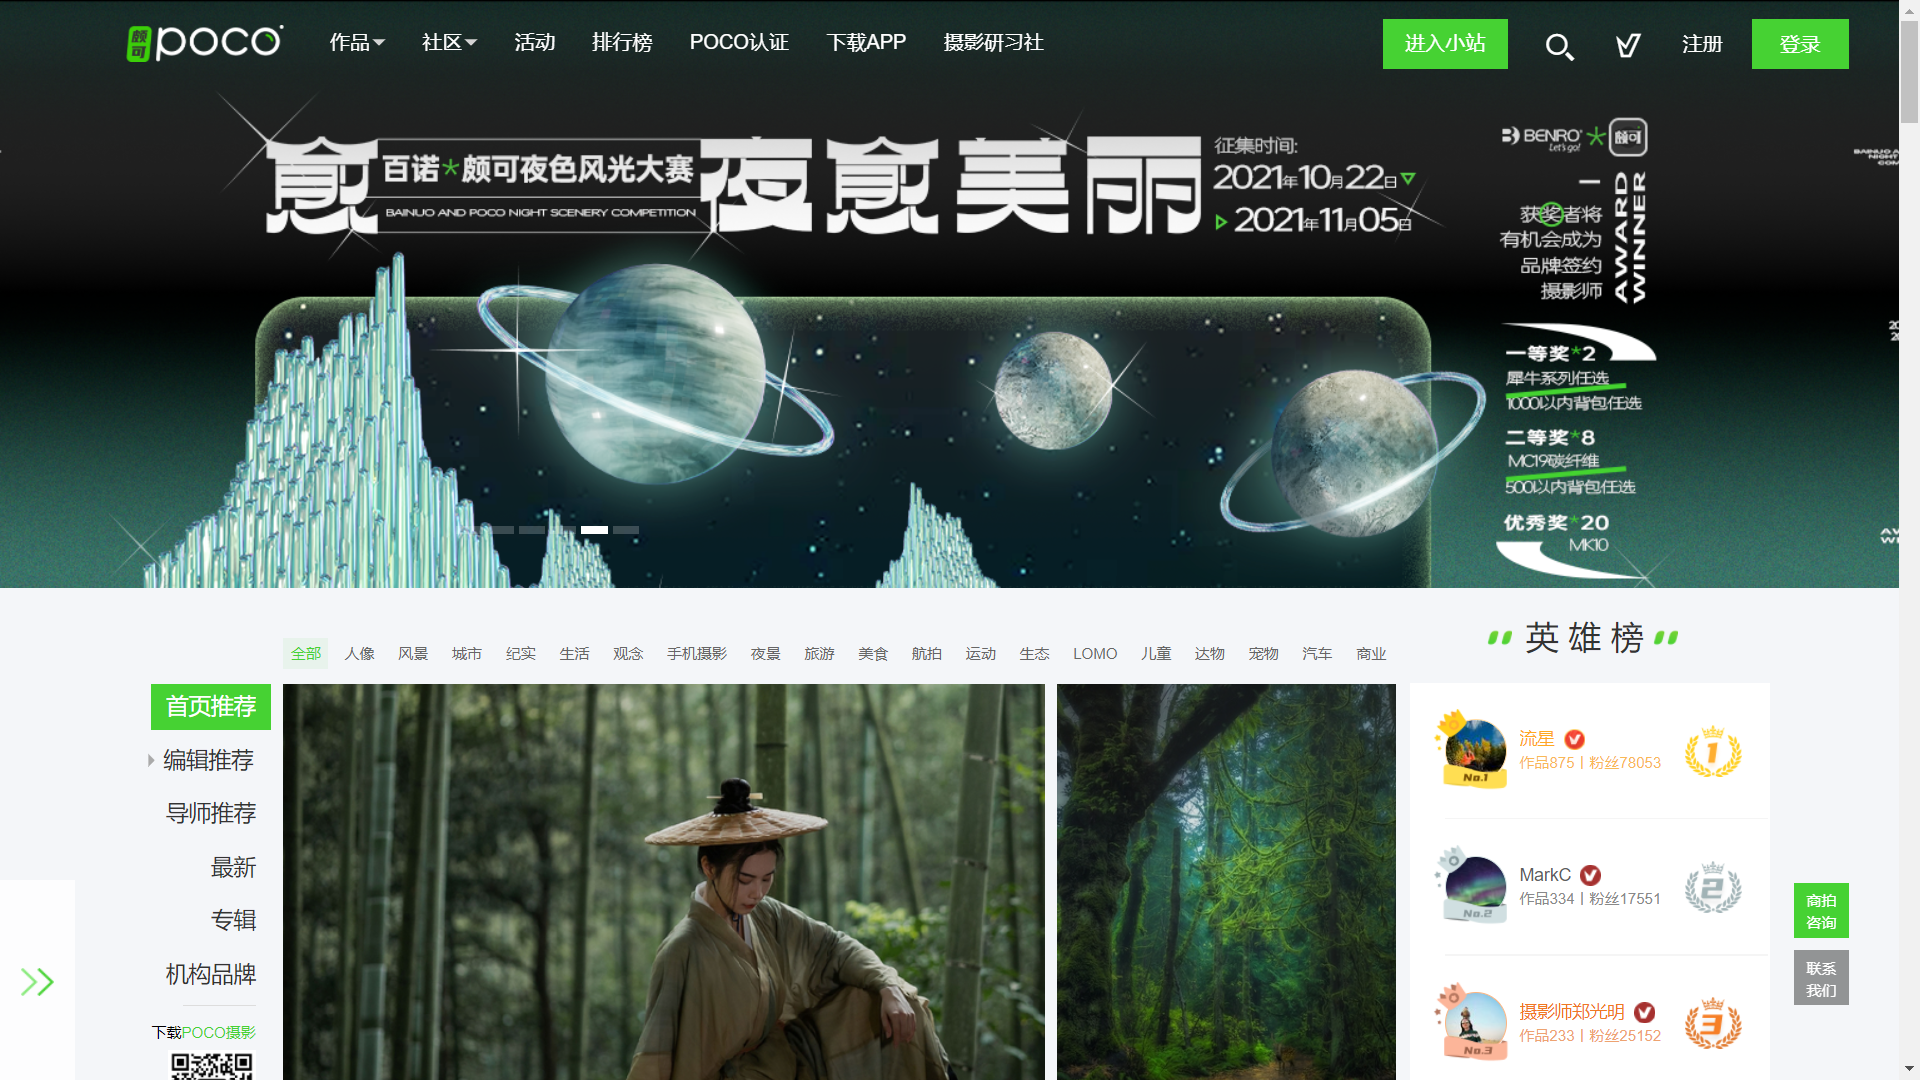 颇可 poco
作品
社区
活动
排行榜
POCO认证
下载APP
摄影研习社
进入小站
注册
登录
愈夜愈美丽
百诺*颇可夜色风光大赛
BAINUO AND POCO NIGHT SCENERY COMPETITION
征集时间:
2021年10月22日
2021年11月05日
BENRO
Let's go!
颇可
获奖者将
有机会成为
品牌签约
摄影师
AWARD
WINNER
一等奖*2
犀牛系列任选
1000以内背包任选
二等奖*8
MC19碳纤维
500以内背包任选
优秀奖*20
MK10
全部
人像
风景
城市
纪实
生活
观念
手机摄影
夜景
旅游
美食
航拍
运动
生态
LOMO
儿童
达物
宠物
汽车
商业
英雄榜
首页推荐
编辑推荐
导师推荐
最新
专辑
机构品牌
下载POCO摄影
No.1
流星
作品875丨粉丝78053
1
No.2
MarkC
作品334丨粉丝17551
2
No.3
摄影师郑光明
作品233丨粉丝25152
3
商拍
咨询
联系
我们